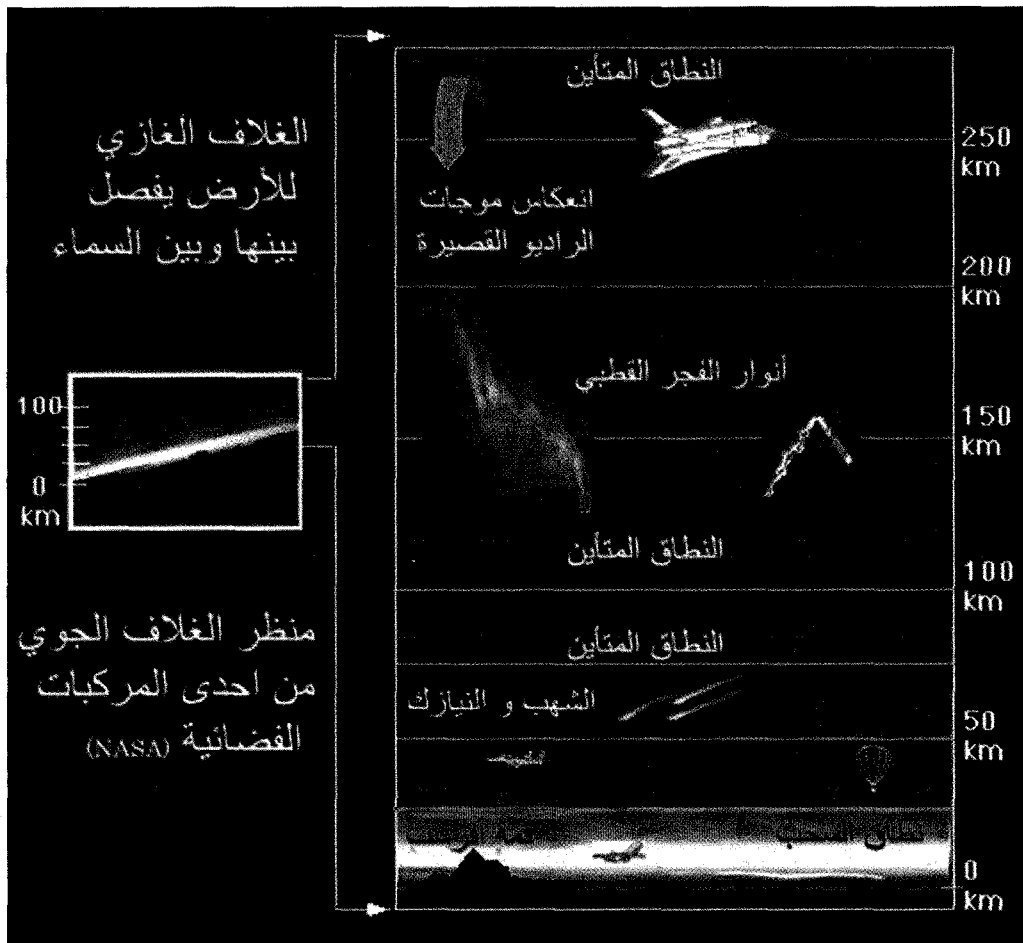 النطاق المتأين
250
km
الغلاف الغازي
للأرض يفصل
بينها وبين السماء
انعكاس موجات
الراديو القصيرة
200
km
أنوار الفجر القطبي
150
km
100
0
km
النطاق المتأين
100
km
منظر الغلاف الجوي
من احدى المركبات
الفضائية (NASA)
النطاق المتأين
الشهب و النيازك
50
km
نطاق السحب
0
km